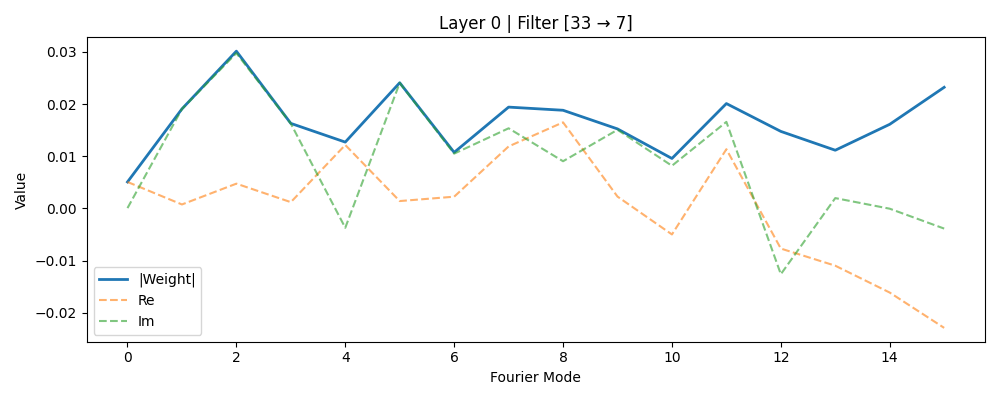 Layer 0 | Filter [33 → 7]
Value
0.03
0.02
0.01
0.00
−0.01
−0.02
|Weight|
Re
Im
0 2 4 6 8 10 12 14
Fourier Mode